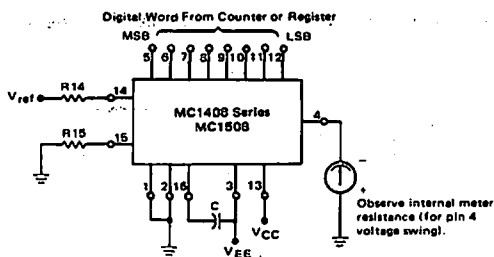 Digital Word From Counter or Register
MSB
LSB
5 6 7 8 9 10 11 12
Vref
R14
14
MC1408 Series
MC1508
4
R15
15
−
+
1 2 16 3 13
Observe internal meter
resistance (for pin 4
voltage swing).
C
VCC
VEE